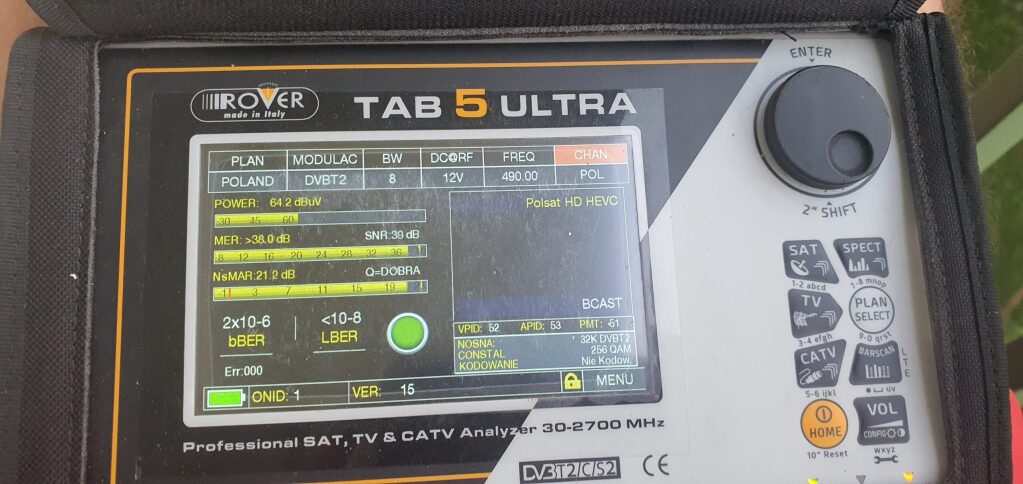 ENTER
ROVER
made in Italy
TAB 5 ULTRA
PLAN MODULAC BW DC@RF FREQ CHAN
POLAND DVBT2 8 12V 490.00 POL
POWER: 64.2 dBuV
30 45 60
Polsat HD HEVC
MER: >38.0 dB SNR:39 dB
8 12 16 20 24 28 32 36
NsMAR:21.2 dB Q=DOBRA
-11 3 7 11 15 19
BCAST
2x10-6 <10-8
bBER LBER
VPID: 52 APID: 53 PMT: 51
NOSNA: 32K DVBT2
CONSTAL 256 QAM
KODOWANIE Nie Kodow.
Err:000
MENU
ONID: 1 VER: 15
Professional SAT, TV & CATV Analyzer 30-2700 MHz
DVB T2/C/S2 CE
2" SHIFT
SAT SPECT
1-2 abcd 7-8 mnop
TV PLAN SELECT
3-4 efgh 9-0 qrst
CATV BARSCAN LTE
5-6 ijkl uv
HOME VOL
CONFIG
10" Reset wxyz